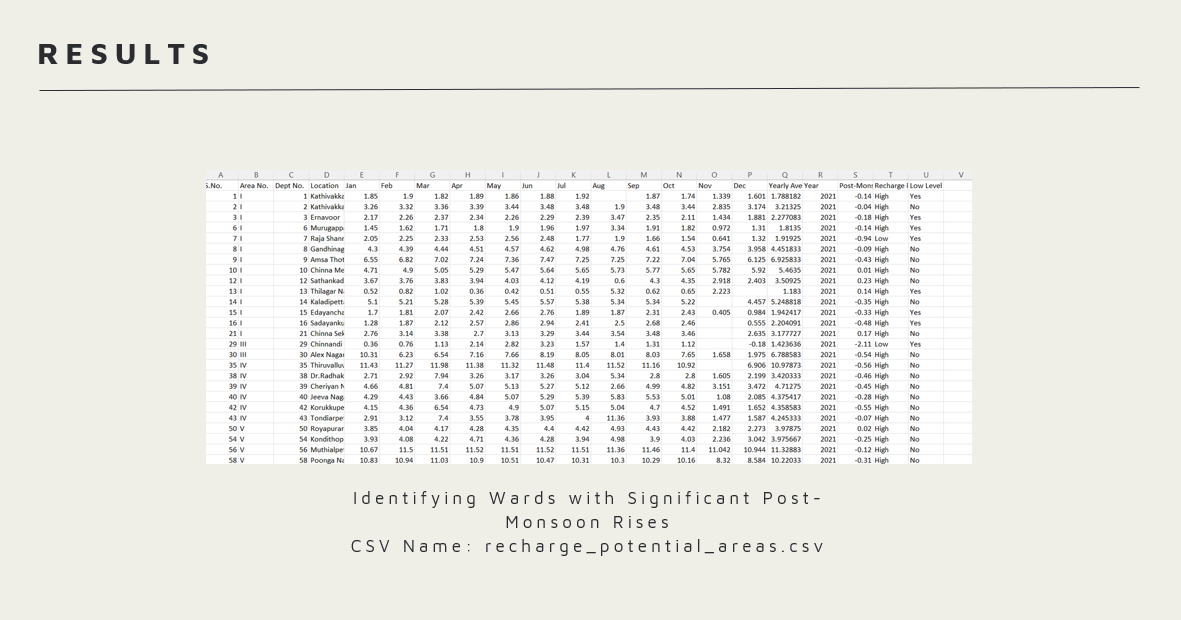 RESULTS
A B C D E F G H I J K L M N O P Q R S T U V
S.No. Area No. Dept No. Location Jan Feb Mar Apr May Jun Jul Aug Sep Oct Nov Dec Yearly Ave Year Post-Mons Recharge Low Level
1 I 1 Kathivakka 1.85 1.9 1.82 1.89 1.86 1.88 1.92 1.87 1.74 1.339 1.601 1.788182 2021 -0.14 High Yes
2 I 2 Kathivakka 3.26 3.32 3.36 3.39 3.44 3.48 3.48 1.9 3.48 3.44 2.835 3.174 3.21325 2021 -0.04 High No
3 I 3 Ernavoor 2.17 2.26 2.37 2.34 2.26 2.29 2.39 3.47 2.35 2.11 1.434 1.881 2.277083 2021 -0.18 High Yes
6 I 6 Murugapp 1.45 1.62 1.71 1.8 1.9 1.96 1.97 3.34 1.91 1.82 0.972 1.31 1.8135 2021 -0.14 High Yes
7 I 7 Raja Shann 2.05 2.25 2.33 2.53 2.56 2.48 1.77 1.9 1.66 1.54 0.641 1.32 1.91925 2021 -0.94 Low Yes
8 I 8 Gandhinag 4.3 4.39 4.44 4.51 4.57 4.62 4.98 4.76 4.61 4.53 3.754 3.958 4.451833 2021 -0.09 High No
9 I 9 Amsa Thot 6.55 6.82 7.02 7.24 7.36 7.47 7.25 7.25 7.22 7.04 5.765 6.125 6.925833 2021 -0.43 High No
10 I 10 Chinna Me 4.71 4.9 5.05 5.29 5.47 5.64 5.65 5.73 5.77 5.65 5.782 5.92 5.4635 2021 0.01 High No
12 I 12 Sathankad 3.67 3.76 3.83 3.94 4.03 4.12 4.19 0.6 4.3 4.35 2.918 2.403 3.50925 2021 0.23 High No
13 I 13 Thilagar Na 0.52 0.82 1.02 0.36 0.42 0.51 0.55 5.32 0.62 0.65 2.223 1.183 2021 0.14 High Yes
14 I 14 Kaladipett 5.1 5.21 5.28 5.39 5.45 5.57 5.38 5.34 5.34 5.22 4.457 5.248818 2021 -0.35 High No
15 I 15 Edayancha 1.7 1.81 2.07 2.42 2.66 2.76 1.89 1.87 2.31 2.43 0.405 0.984 1.942417 2021 -0.33 High Yes
16 I 16 Sadayanku 1.28 1.87 2.12 2.57 2.86 2.94 2.41 2.5 2.68 2.46 0.555 2.204091 2021 -0.48 High Yes
21 I 21 Chinna Sek 2.76 3.14 3.38 2.7 3.13 3.29 3.44 3.54 3.48 3.46 2.635 3.177727 2021 0.17 High No
29 III 29 Chinnandi 0.36 0.76 1.13 2.14 2.82 3.23 1.57 1.4 1.31 1.12 -0.18 1.423636 2021 -2.11 Low Yes
30 III 30 Alex Nagar 10.31 6.23 6.54 7.16 7.66 8.19 8.05 8.01 8.03 7.65 1.658 1.975 6.788583 2021 -0.54 High No
35 IV 35 Thiruvalluv 11.43 11.27 11.98 11.38 11.32 11.48 11.4 11.52 11.16 10.92 6.906 10.97873 2021 -0.56 High No
38 IV 38 Dr.Radhak 2.71 2.92 7.94 3.26 3.17 3.26 3.04 5.34 2.8 2.8 1.605 2.199 3.420333 2021 -0.46 High No
39 IV 39 Cheriyan N 4.66 4.81 7.4 5.07 5.13 5.27 5.12 2.66 4.99 4.82 3.151 3.472 4.71275 2021 -0.45 High No
40 IV 40 Jeeva Nag 4.29 4.43 3.66 4.84 5.07 5.29 5.39 5.83 5.53 5.01 1.08 2.085 4.375417 2021 -0.28 High No
42 IV 42 Korukkupe 4.15 4.36 6.54 4.73 4.9 5.07 5.15 5.04 4.7 4.52 1.491 1.652 4.358583 2021 -0.55 High No
43 IV 43 Tondiarpe 2.91 3.12 7.4 3.55 3.78 3.95 4 11.36 3.93 3.88 1.477 1.587 4.245333 2021 -0.07 High No
50 V 50 Royapurar 3.85 4.04 4.17 4.28 4.35 4.4 4.42 4.93 4.43 4.42 2.182 2.273 3.97875 2021 0.02 High No
54 V 54 Kondithop 3.93 4.08 4.22 4.71 4.36 4.28 3.94 4.98 3.9 4.03 2.236 3.042 3.975667 2021 -0.25 High No
56 V 56 Muthialpe 10.67 11.5 11.51 11.52 11.51 11.52 11.51 11.36 11.46 11.4 11.042 10.944 11.32883 2021 -0.12 High No
58 V 58 Poonga Na 10.83 10.94 11.03 10.9 10.51 10.47 10.31 10.3 10.29 10.16 8.32 8.584 10.22033 2021 -0.31 High No
Identifying Wards with Significant Post-
Monsoon Rises
CSV Name: recharge_potential_areas.csv